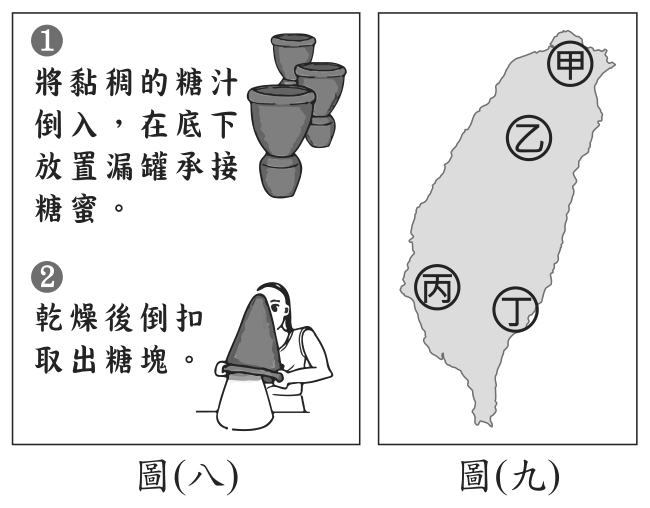 ❶
將黏稠的糖汁
倒入，在底下
放置漏罐承接
糖蜜。
❷
乾燥後倒扣
取出糖塊。
圖(八)
甲
乙
丙
丁
圖(九)